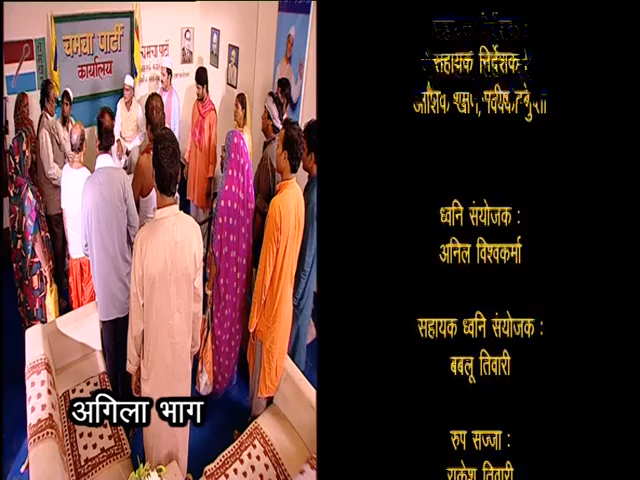 चमचा पार्टी
कार्यालय
चमचा पार्टी
अगिला भाग
सहायक निर्देशक :
ध्वनि संयोजक :
अनिल विश्वकर्मा
सहायक ध्वनि संयोजक :
बबलू तिवारी
रुप सज्जा :
राकेश तिवारी